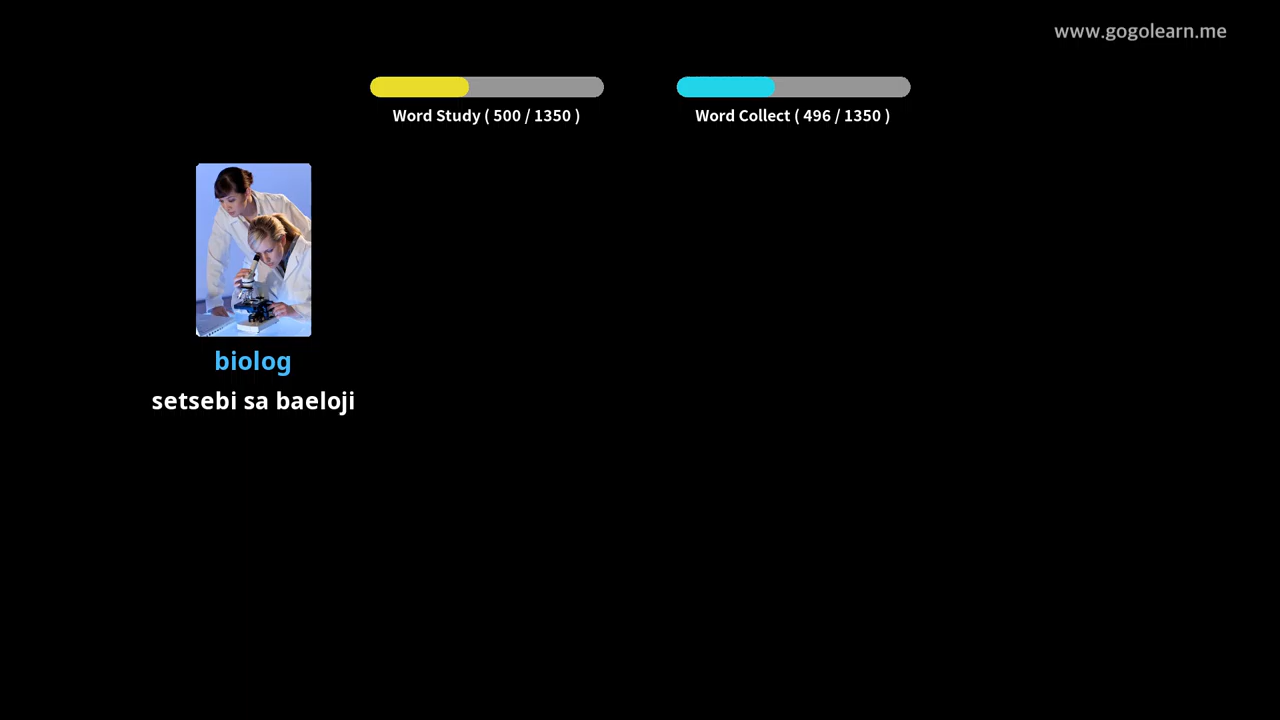 www.gogolearn.me
Word Study ( 500 / 1350 )
Word Collect ( 496 / 1350 )
biolog
setsebi sa baeloji